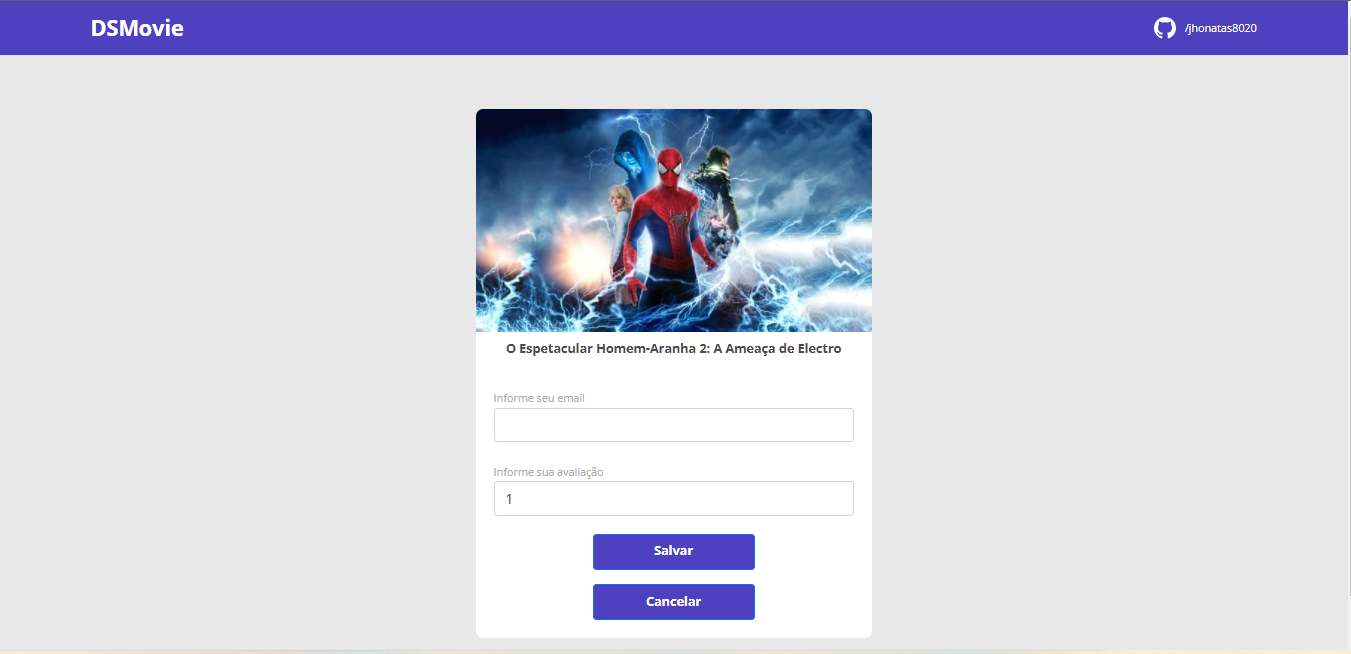 DSMovie
/jhonatas8020
O Espetacular Homem-Aranha 2: A Ameaça de Electro
Informe seu email
Informe sua avaliação
1
Salvar
Cancelar